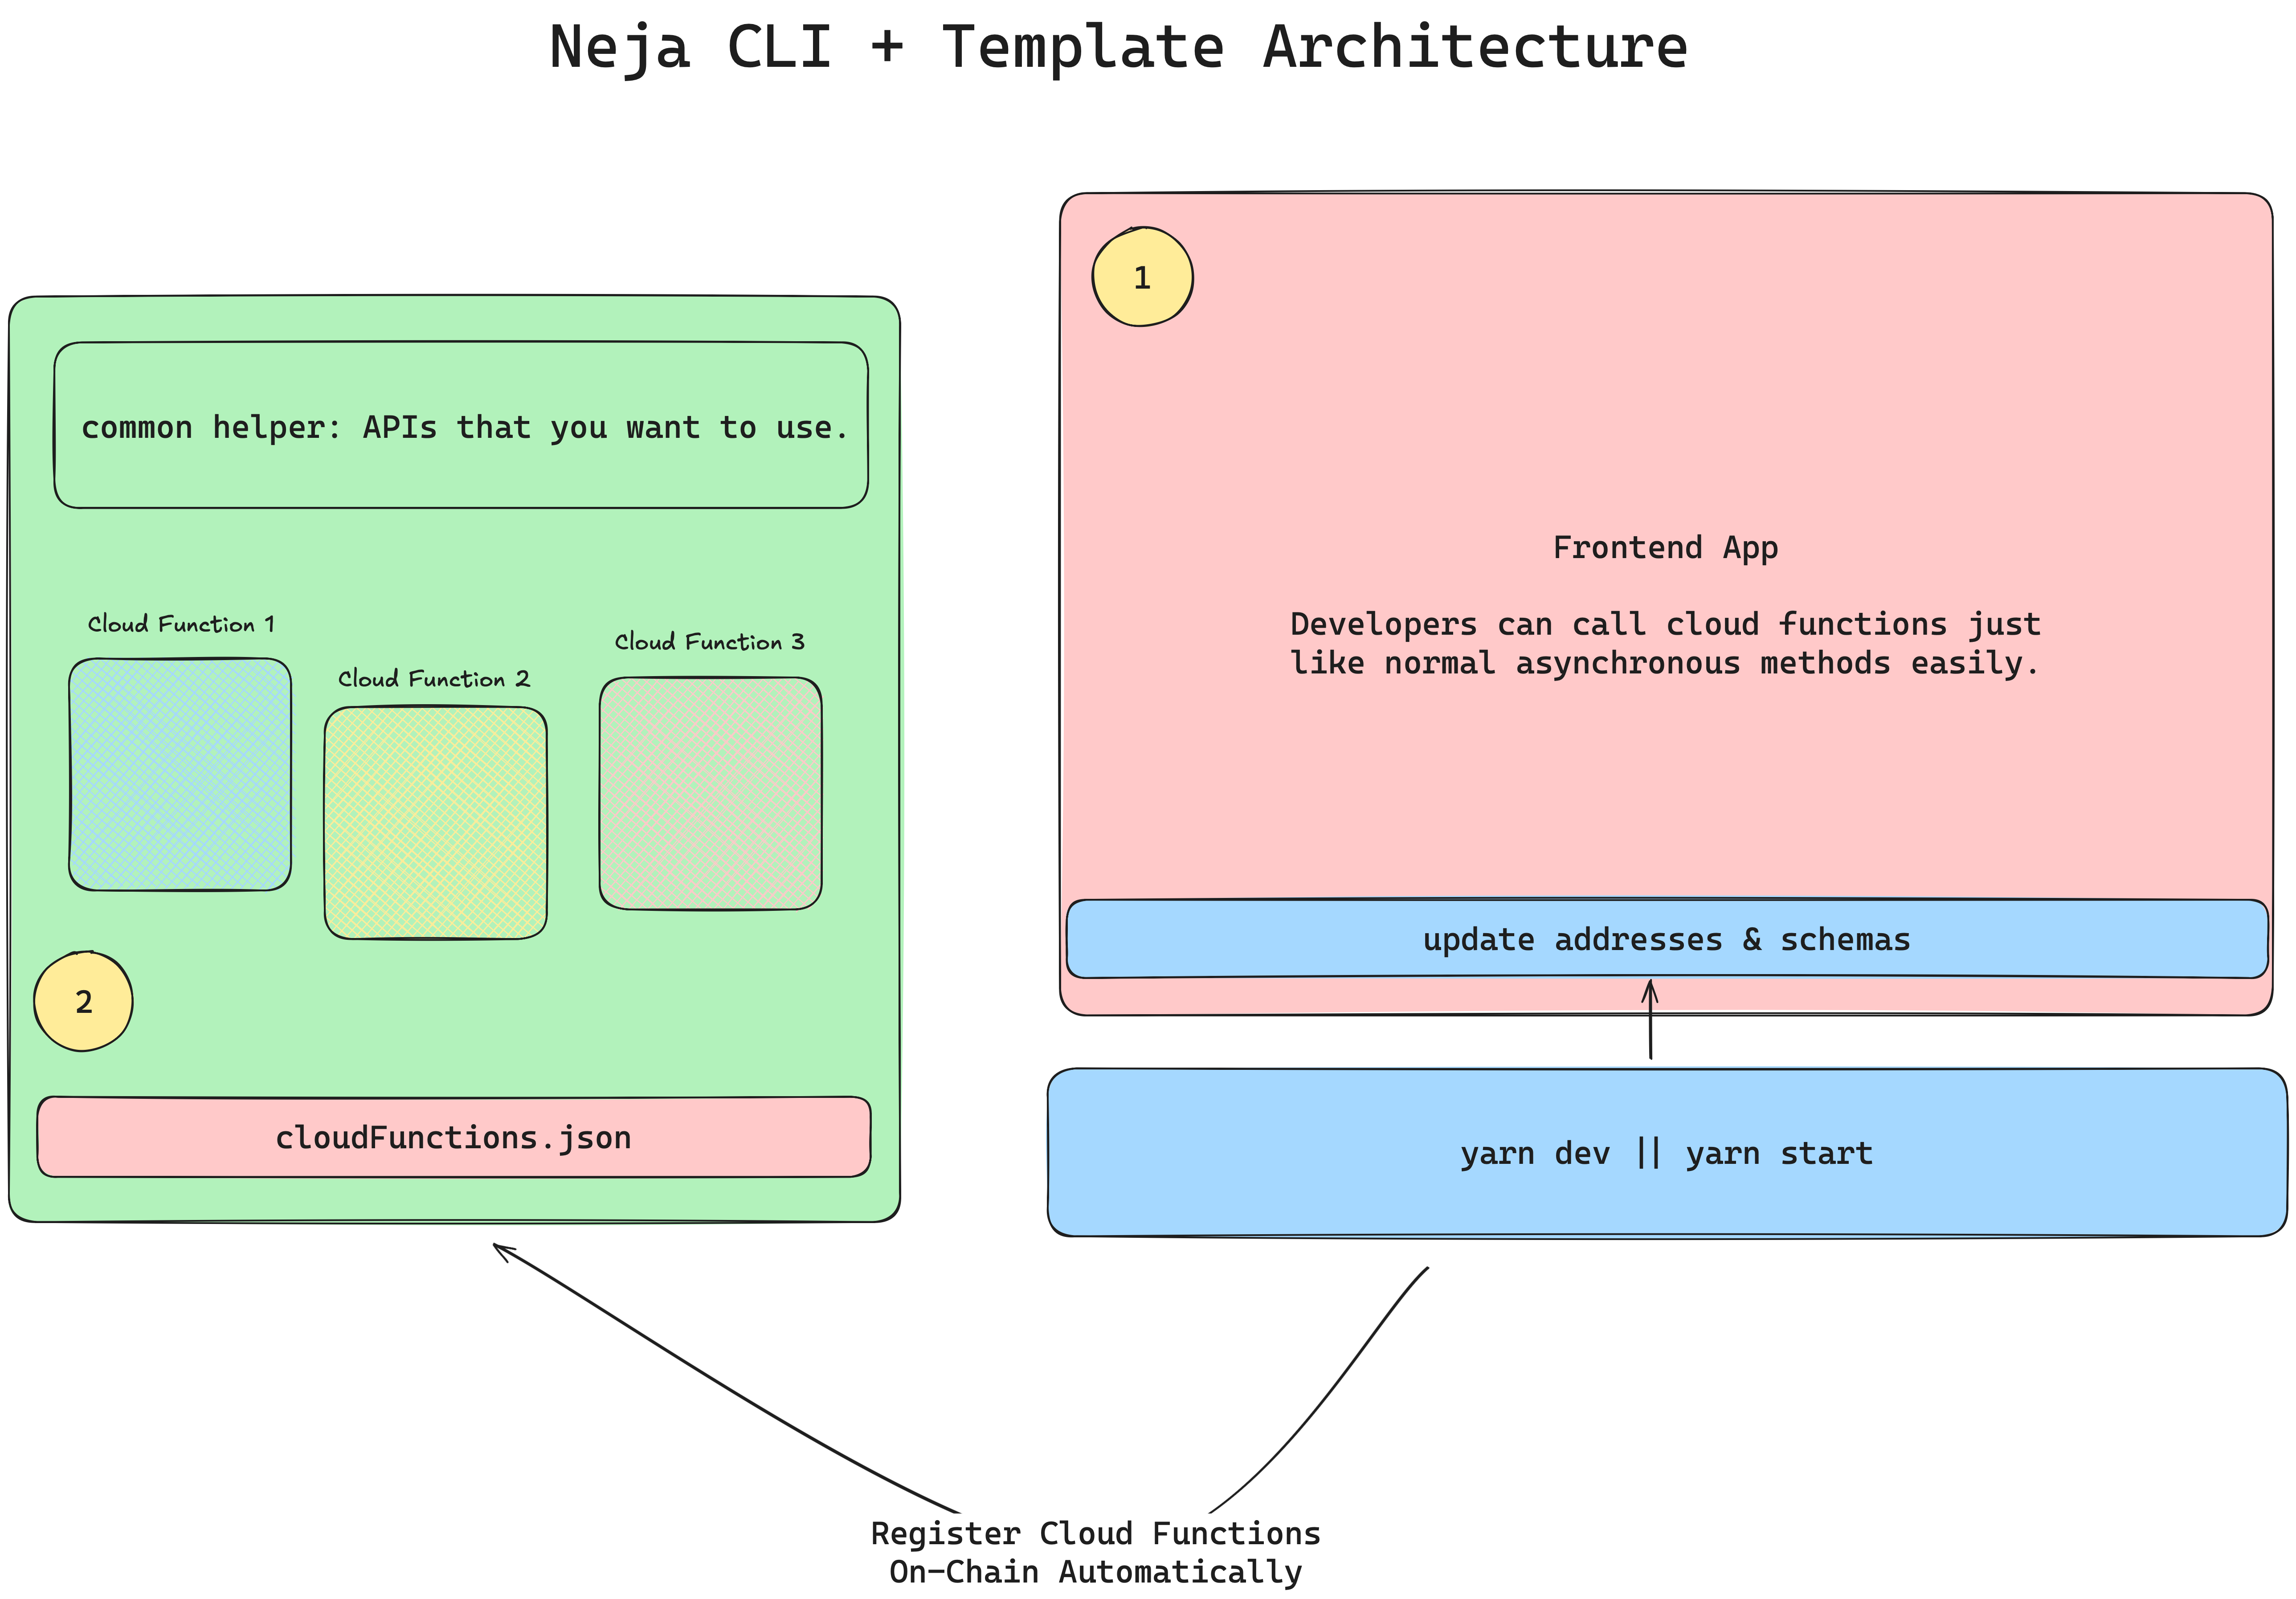 Neja CLI + Template Architecture
common helper: APIs that you want to use.
Cloud Function 1
Cloud Function 2
Cloud Function 3
2
cloudFunctions.json
1
Frontend App
Developers can call cloud functions just
like normal asynchronous methods easily.
update addresses & schemas
yarn dev || yarn start
Register Cloud Functions
On-Chain Automatically